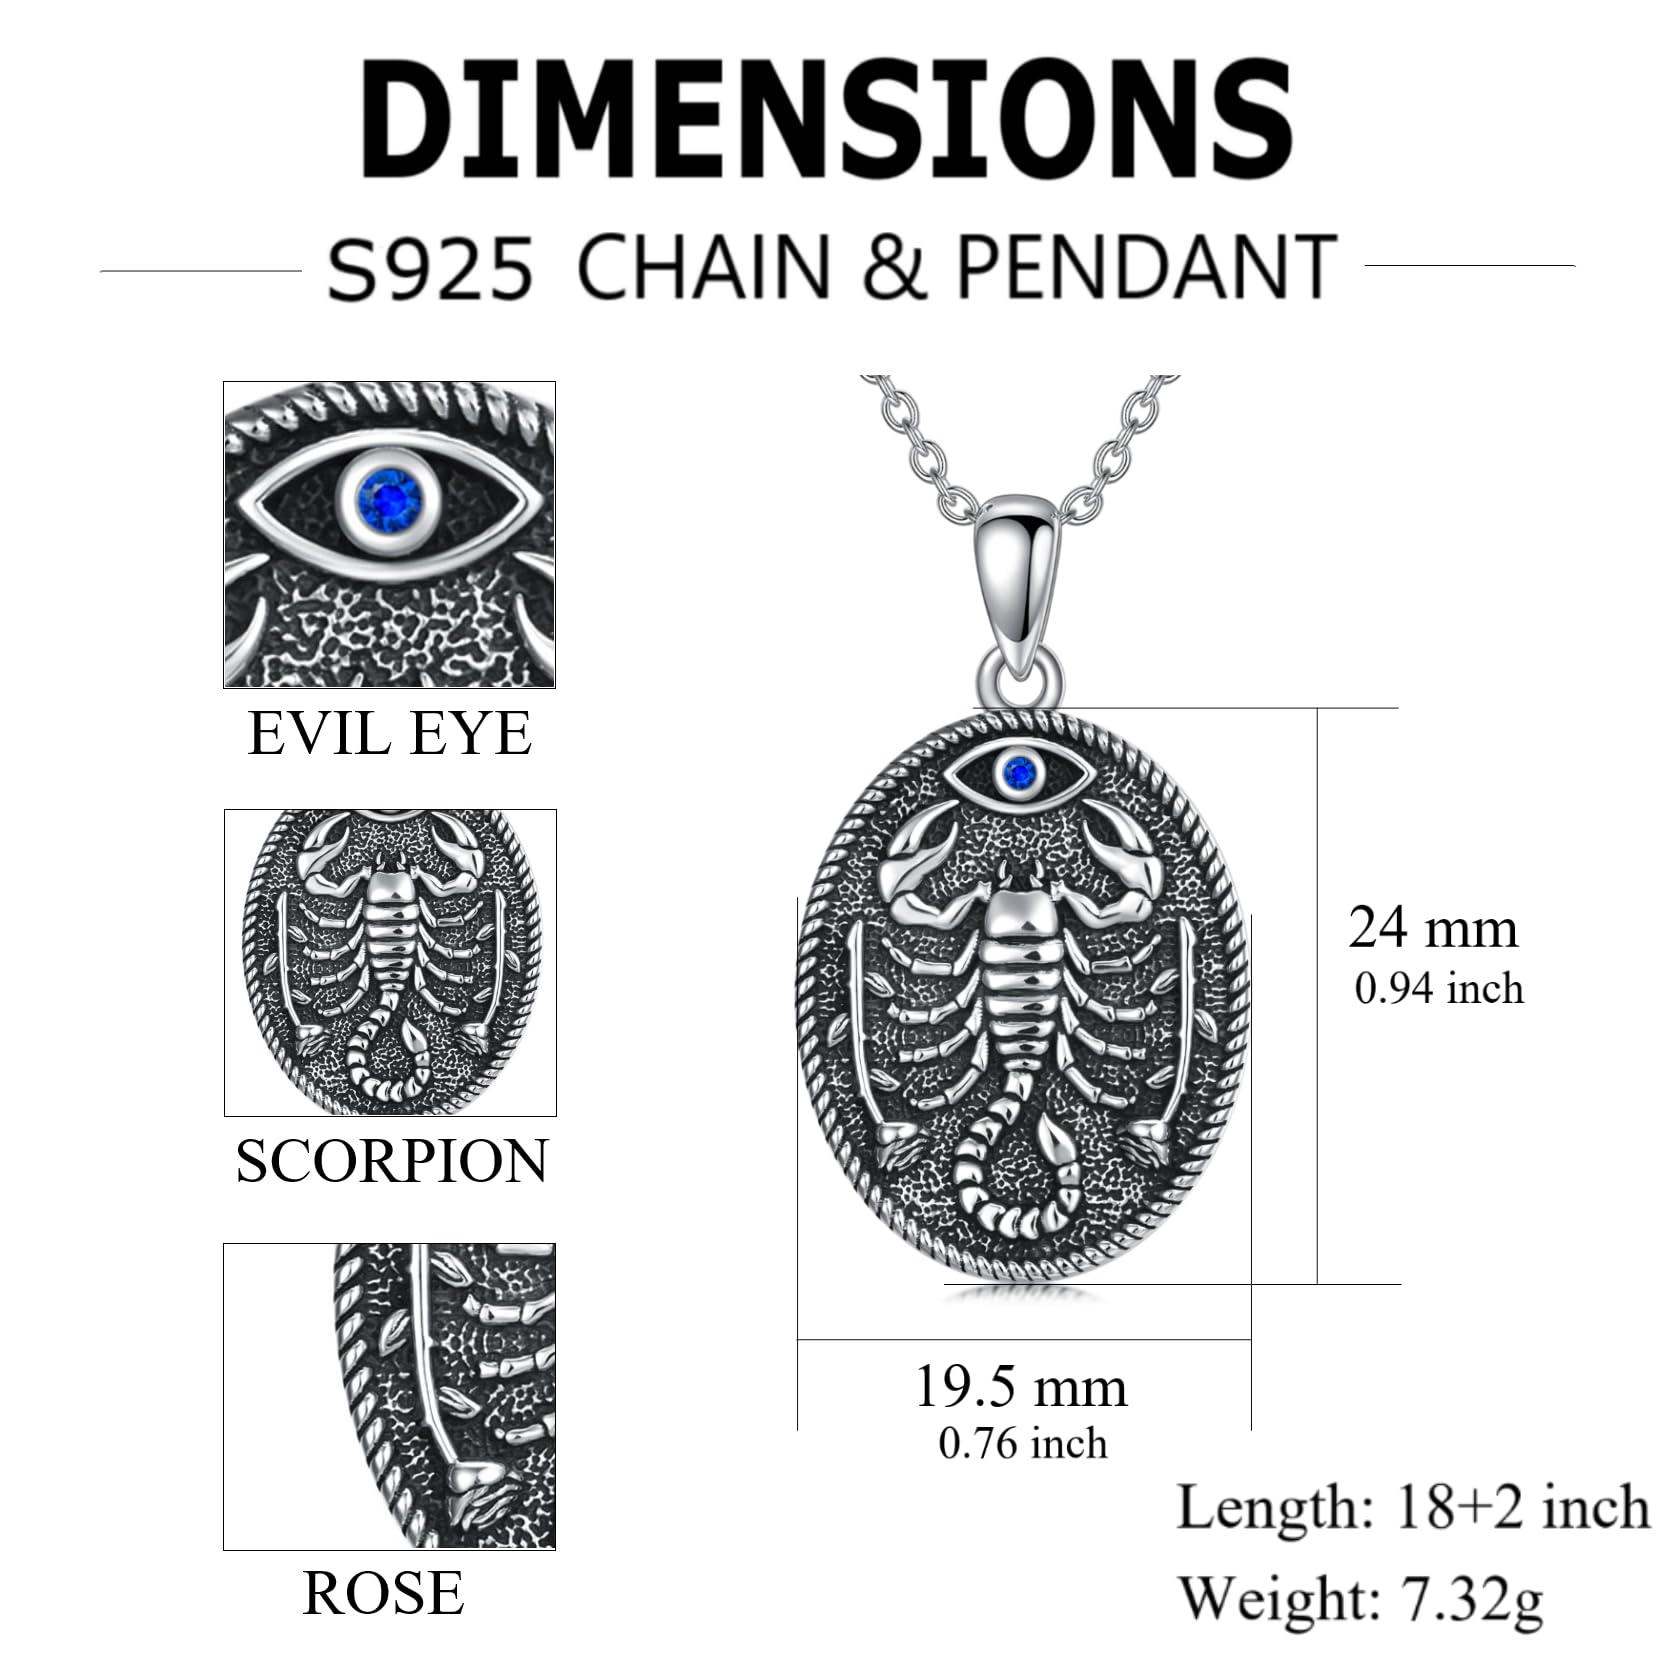 DIMENSIONS
S925 CHAIN & PENDANT
EVIL EYE
SCORPION
ROSE
24 mm
0.94 inch
19.5 mm
0.76 inch
Length: 18+2 inch
Weight: 7.32g